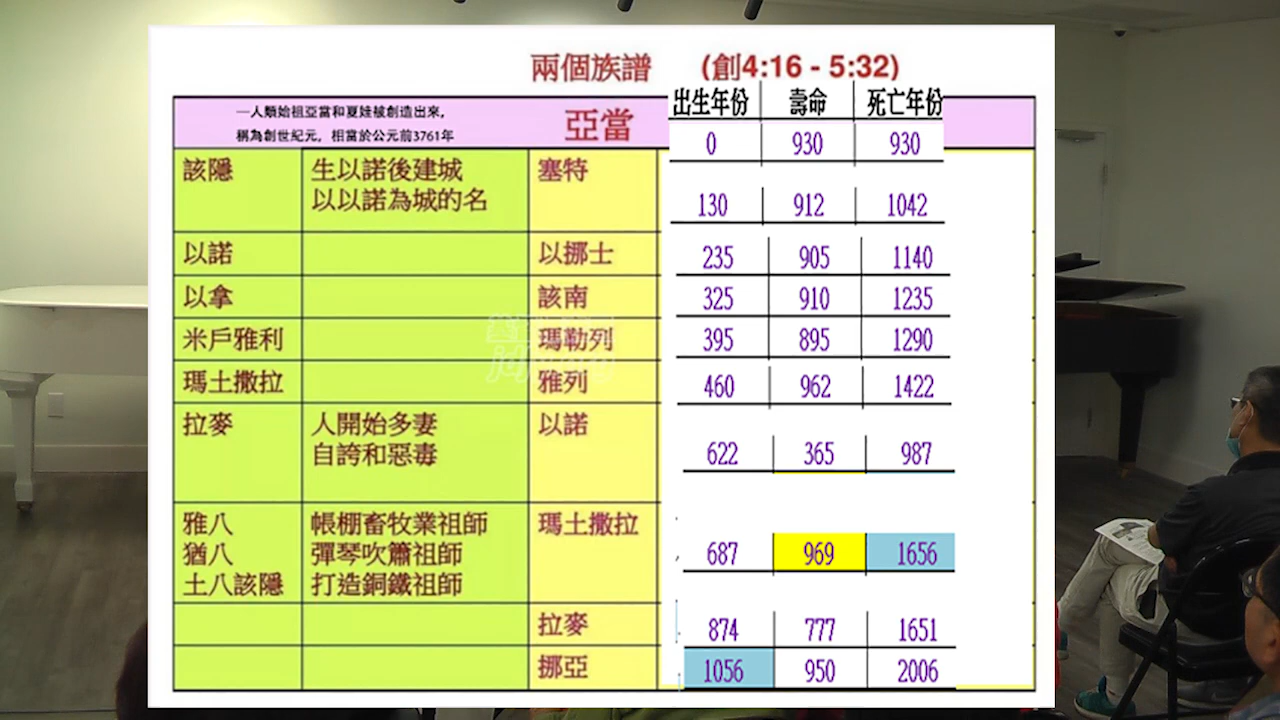 兩個族譜 (創4:16 - 5:32)
出生年份 壽命 死亡年份
一人類始祖亞當和夏娃被創造出來,
稱為創世紀元, 相當於公元前3761年
亞當 0 930 930
該隱 生以諾後建城 塞特
以以諾為城的名
130 912 1042
以諾 以挪士 235 905 1140
以拿 該南 325 910 1235
米戶雅利 瑪勒列 395 895 1290
瑪土撒拉 雅列 460 962 1422
拉麥 人開始多妻 以諾
自誇和惡毒
622 365 987
雅八 帳棚畜牧業祖師 瑪土撒拉
猶八 彈琴吹簫祖師
687 969 1656
土八該隱 打造銅鐵祖師
拉麥 874 777 1651
挪亞 1056 950 2006